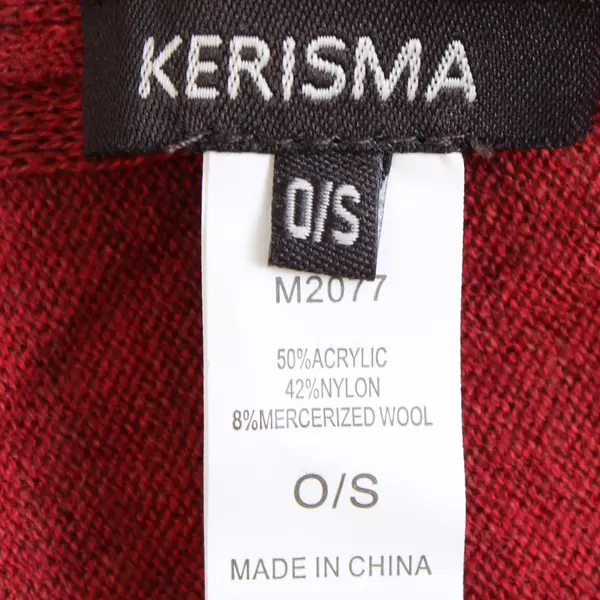 KERISMA
O/S
M2077
50%ACRYLIC
42%NYLON
8%MERCERIZED WOOL
O/S
MADE IN CHINA